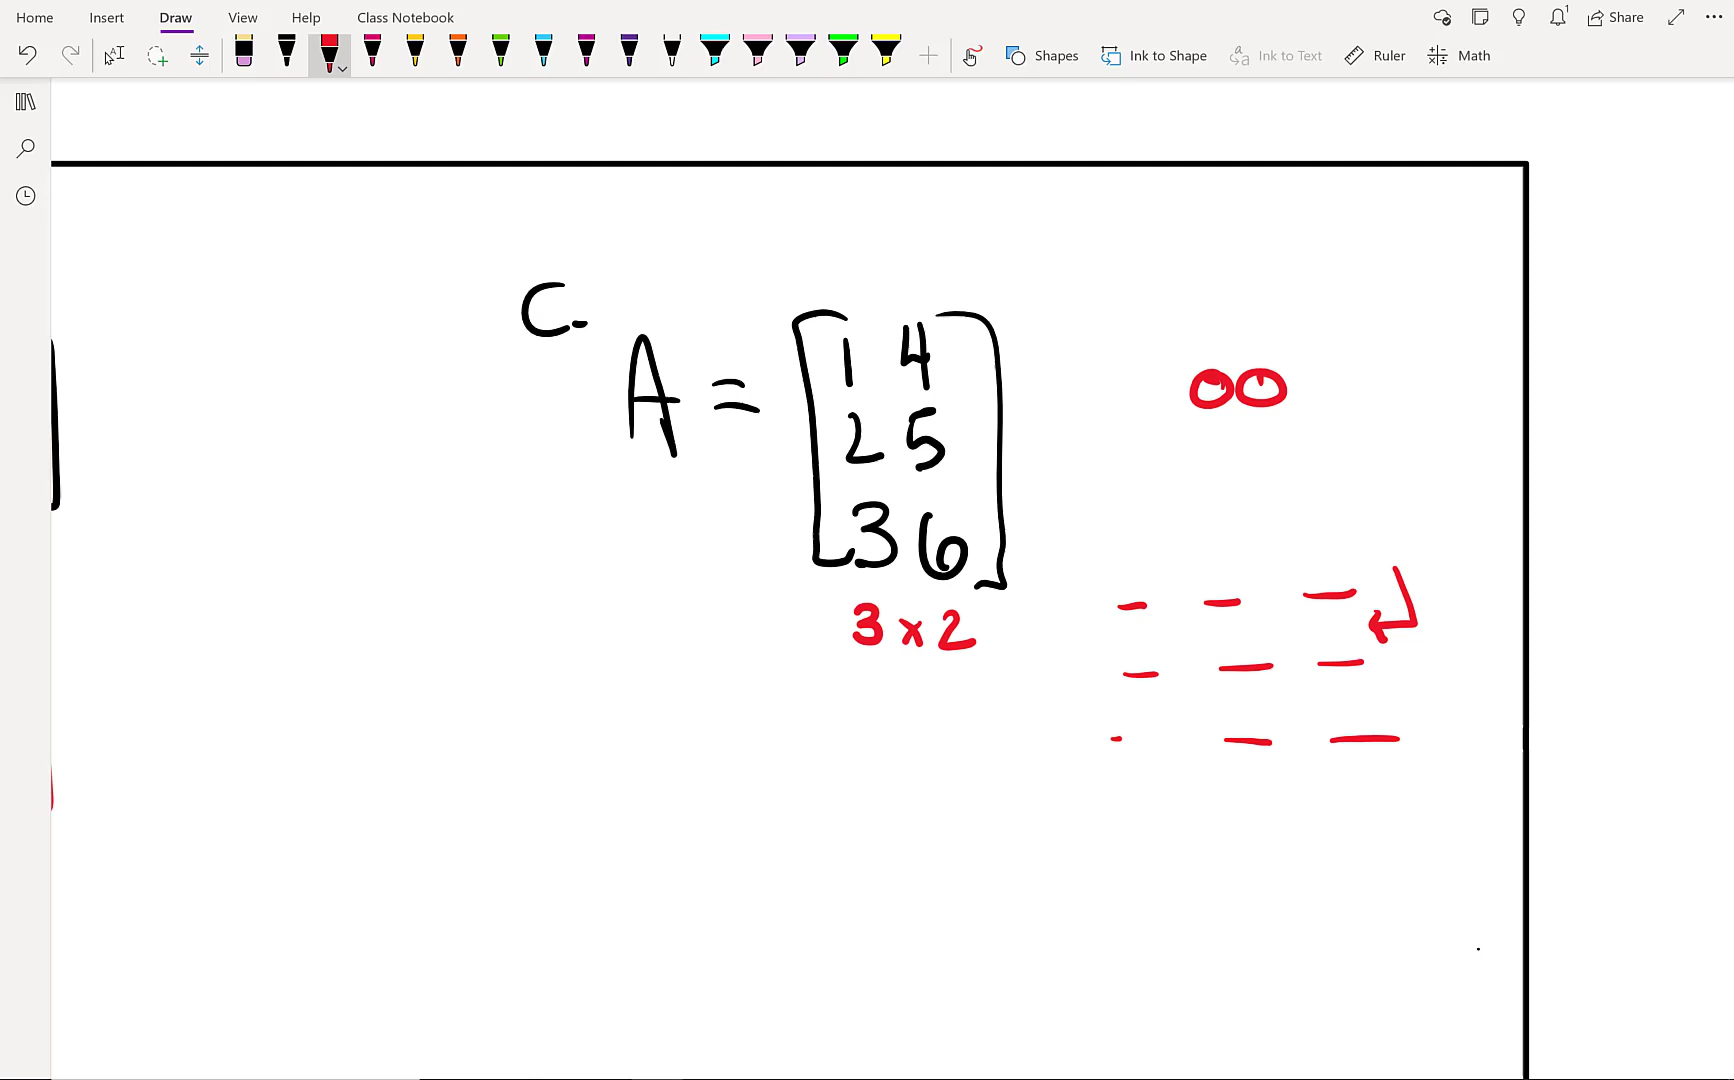 Home Insert Draw View Help Class Notebook Share
Shapes Ink to Shape Ink to Text Ruler Math
1
C.
A = [1 4
2 5
3 6]
3 x 2